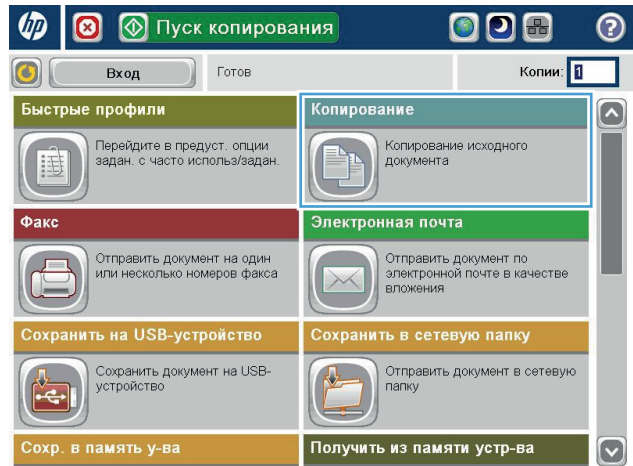 hp
Пуск копирования
?
Вход
Готов
Копии: 1
Быстрые профили
Перейдите в предуст. опции
задан. с часто использ/задан.
Копирование
Копирование исходного
документа
Факс
Отправить документ на один
или несколько номеров факса
Электронная почта
Отправить документ по
электронной почте в качестве
вложения
Сохранить на USB-устройство
Сохранить документ на USB-
устройство
Сохранить в сетевую папку
Отправить документ в сетевую
папку
Сохр. в память у-ва
Получить из памяти устр-ва